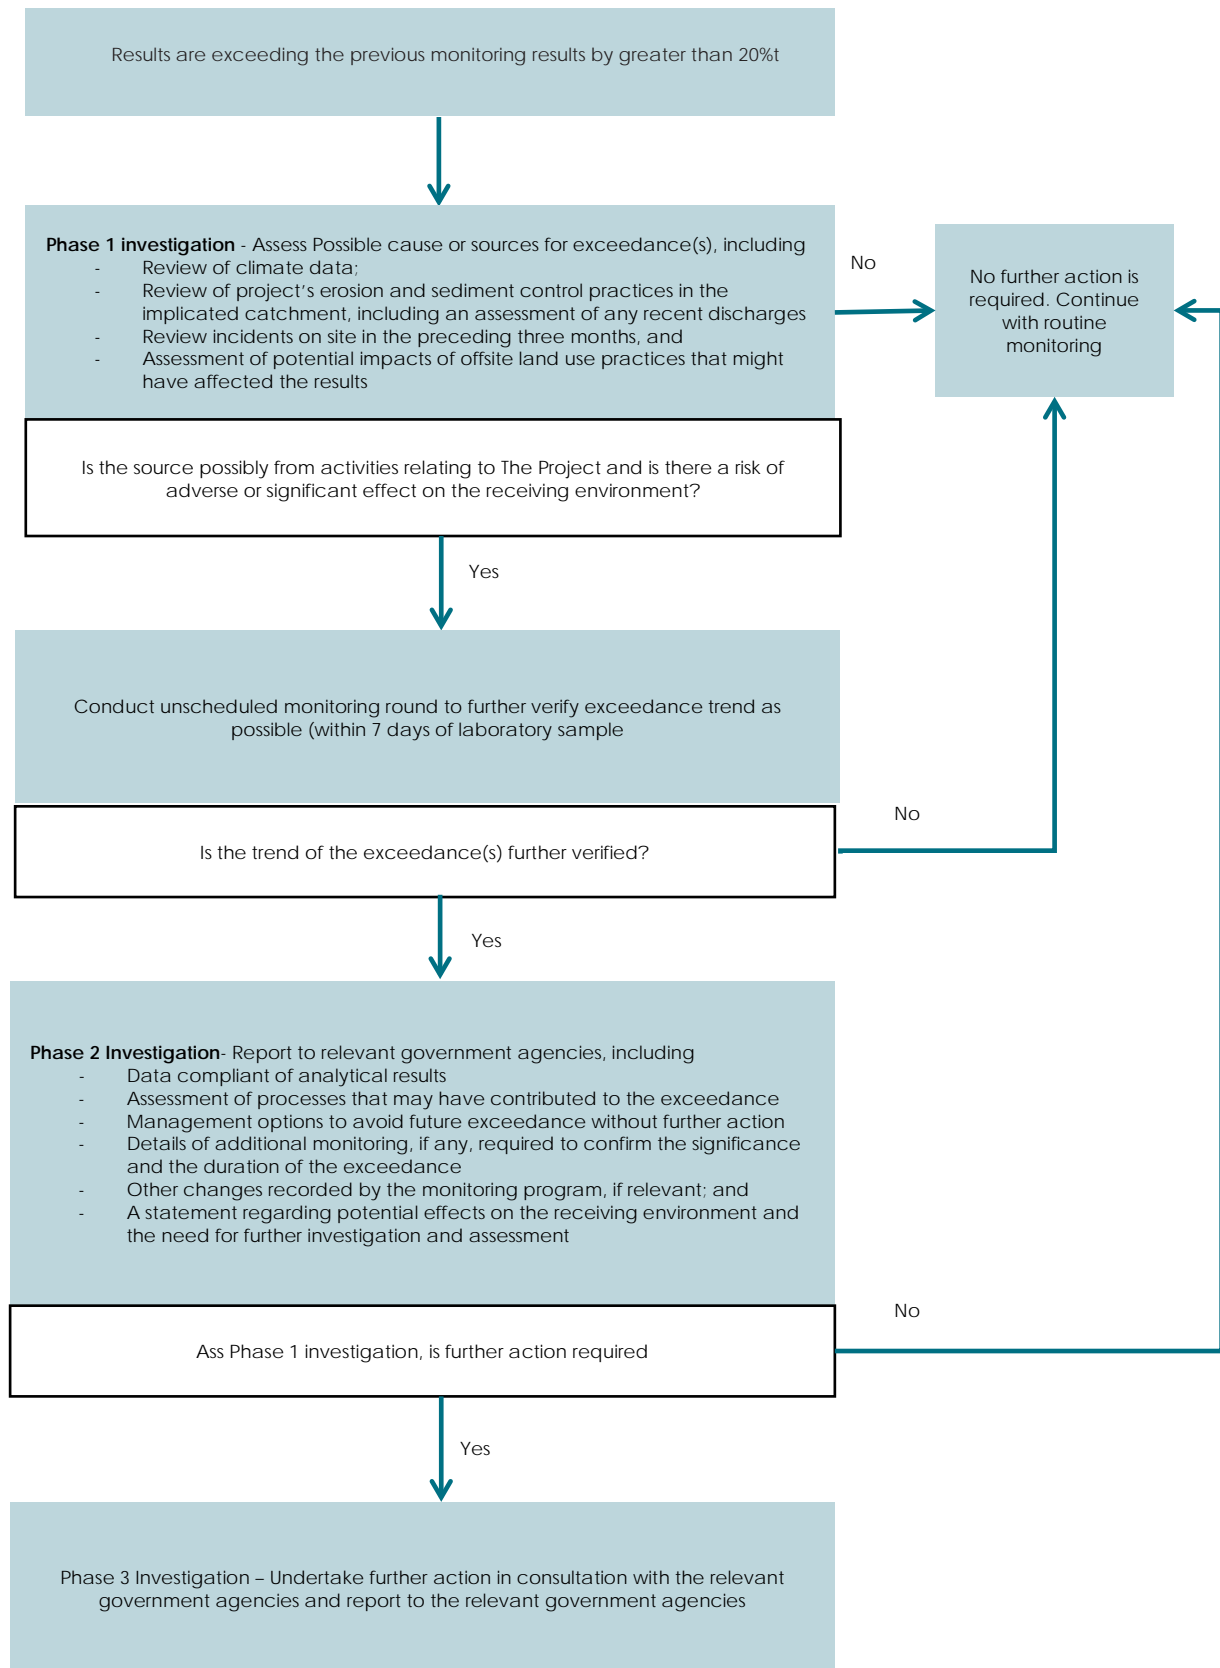 Results are exceeding the previous monitoring results by greater than 20%t
Phase 1 investigation - Assess Possible cause or sources for exceedance(s), including
- Review of climate data;
- Review of project's erosion and sediment control practices in the
implicated catchment, including an assessment of any recent discharges
- Review incidents on site in the preceding three months, and
- Assessment of potential impacts of offsite land use practices that might
have affected the results
No
No further action is
required. Continue
with routine
monitoring
Is the source possibly from activities relating to The Project and is there a risk of
adverse or significant effect on the receiving environment?
Yes
Conduct unscheduled monitoring round to further verify exceedance trend as
possible (within 7 days of laboratory sample
No
Is the trend of the exceedance(s) further verified?
Yes
Phase 2 Investigation- Report to relevant government agencies, including
- Data compliant of analytical results
- Assessment of processes that may have contributed to the exceedance
- Management options to avoid future exceedance without further action
- Details of additional monitoring, if any, required to confirm the significance
and the duration of the exceedance
- Other changes recorded by the monitoring program, if relevant; and
- A statement regarding potential effects on the receiving environment and
the need for further investigation and assessment
No
Ass Phase 1 investigation, is further action required
Yes
Phase 3 Investigation – Undertake further action in consultation with the relevant
government agencies and report to the relevant government agencies